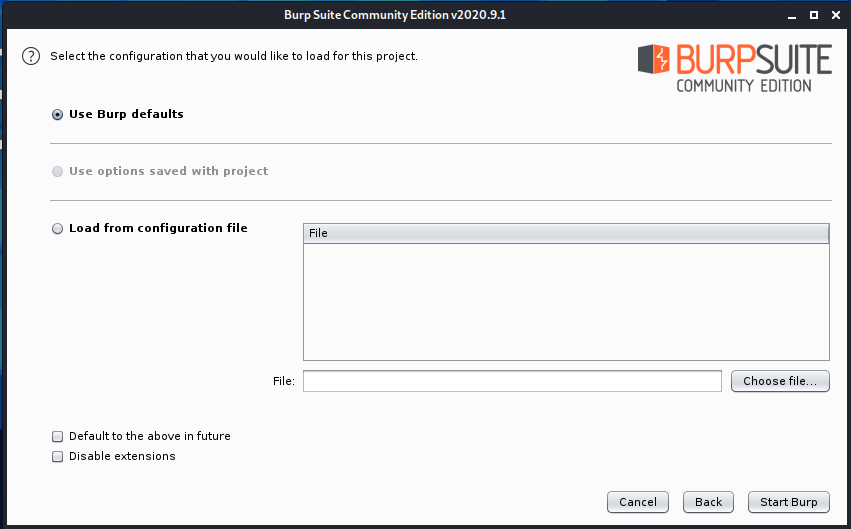 Burp Suite Community Edition v2020.9.1
? Select the configuration that you would like to load for this project.
BURPSUITE
COMMUNITY EDITION
Use Burp defaults
Use options saved with project
Load from configuration file
File
File:
Choose file...
Default to the above in future
Disable extensions
Cancel Back Start Burp